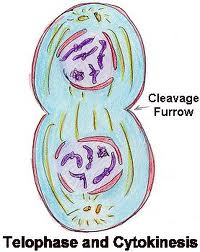 Cleavage
Furrow
Telophase and Cytokinesis